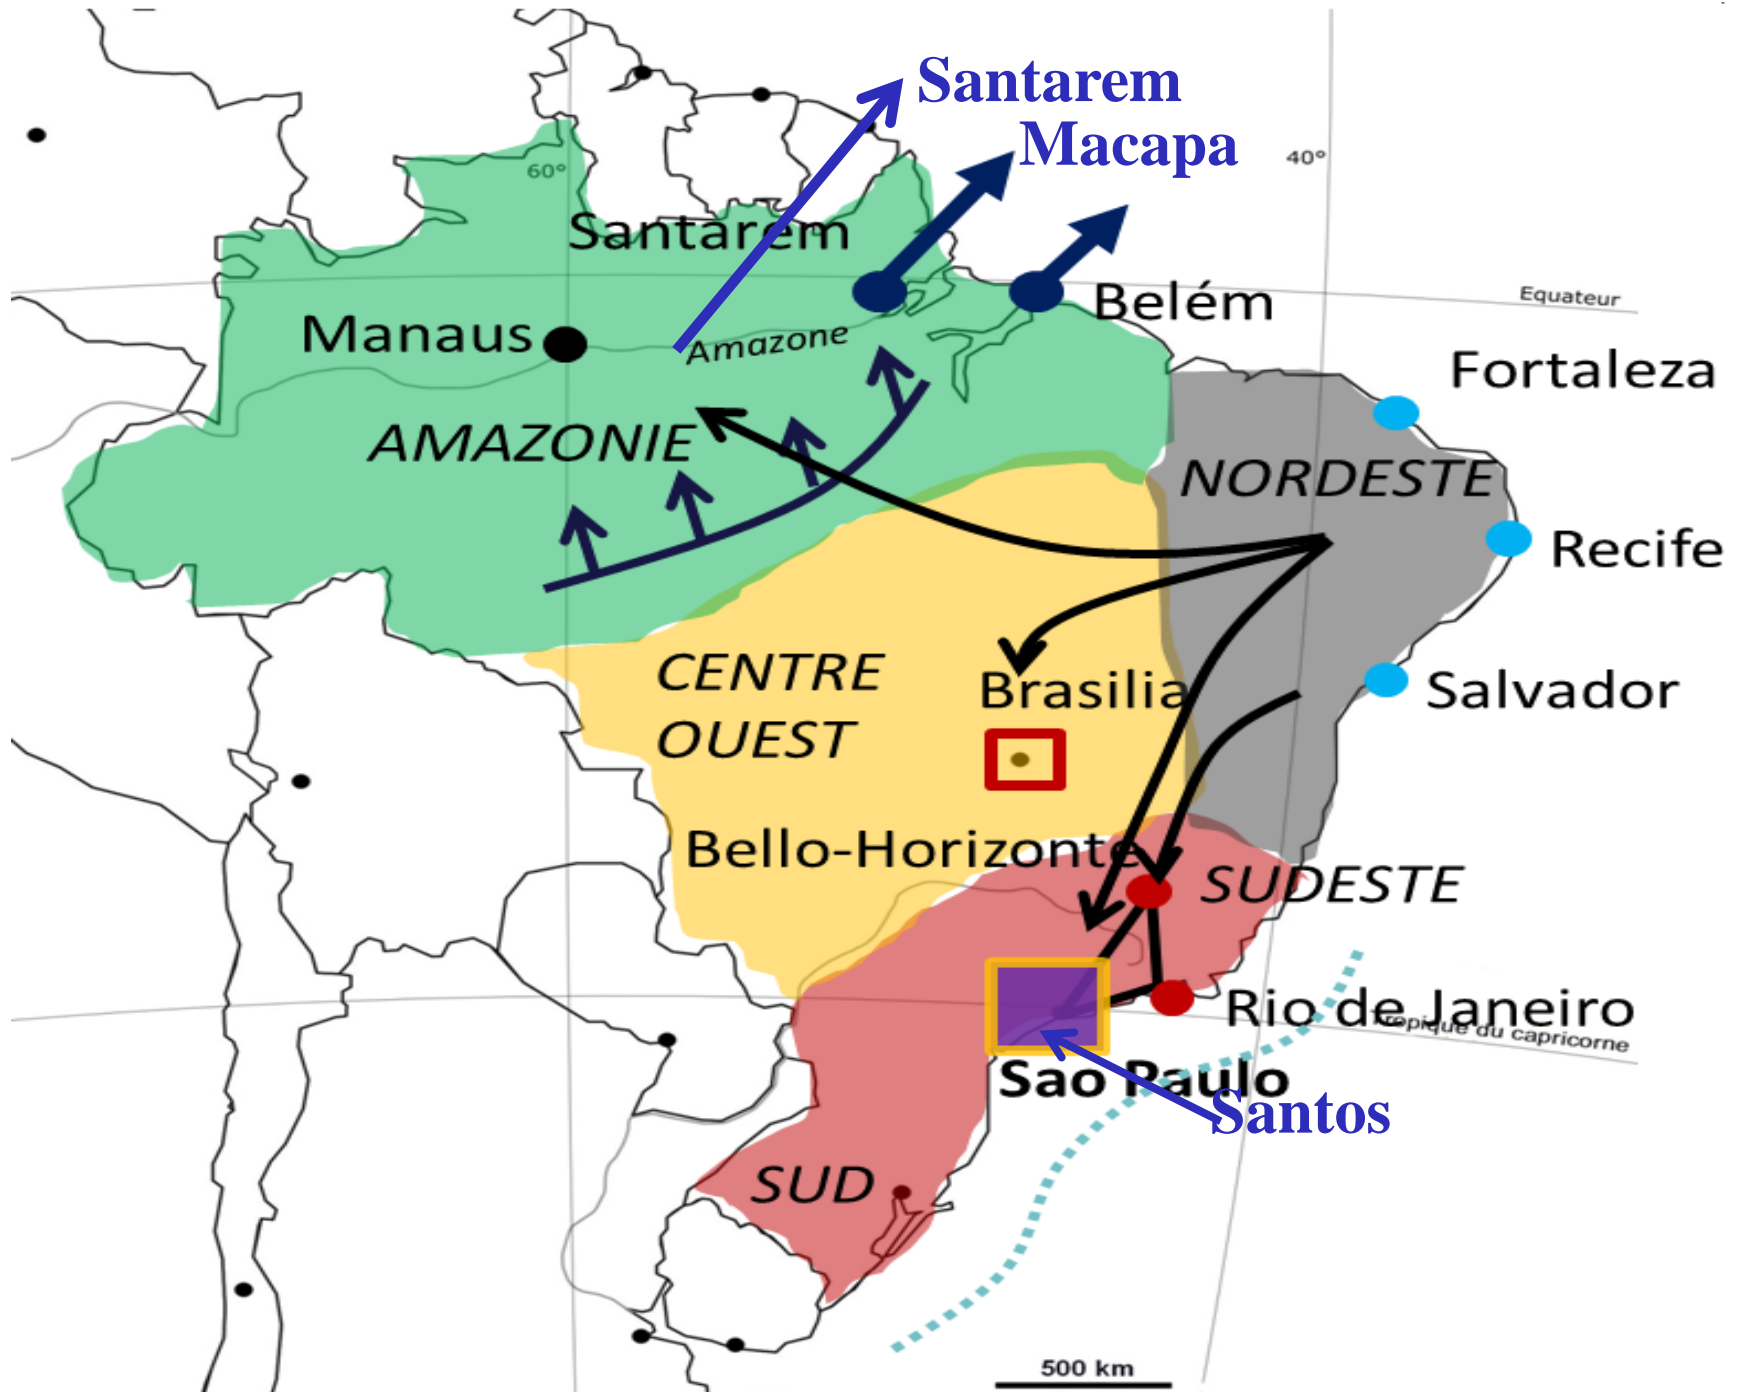 Santarem
Macapa
60°
40°
Santarem
Equateur
Belém
Manaus
Amazone
Fortaleza
AMAZONIE
NORDESTE
Recife
CENTRE
OUEST
Brasilia
Salvador
Bello-Horizonte
SUDESTE
Rio de Janeiro
Tropique du capricorne
Sao Paulo
Santos
SUD
500 km